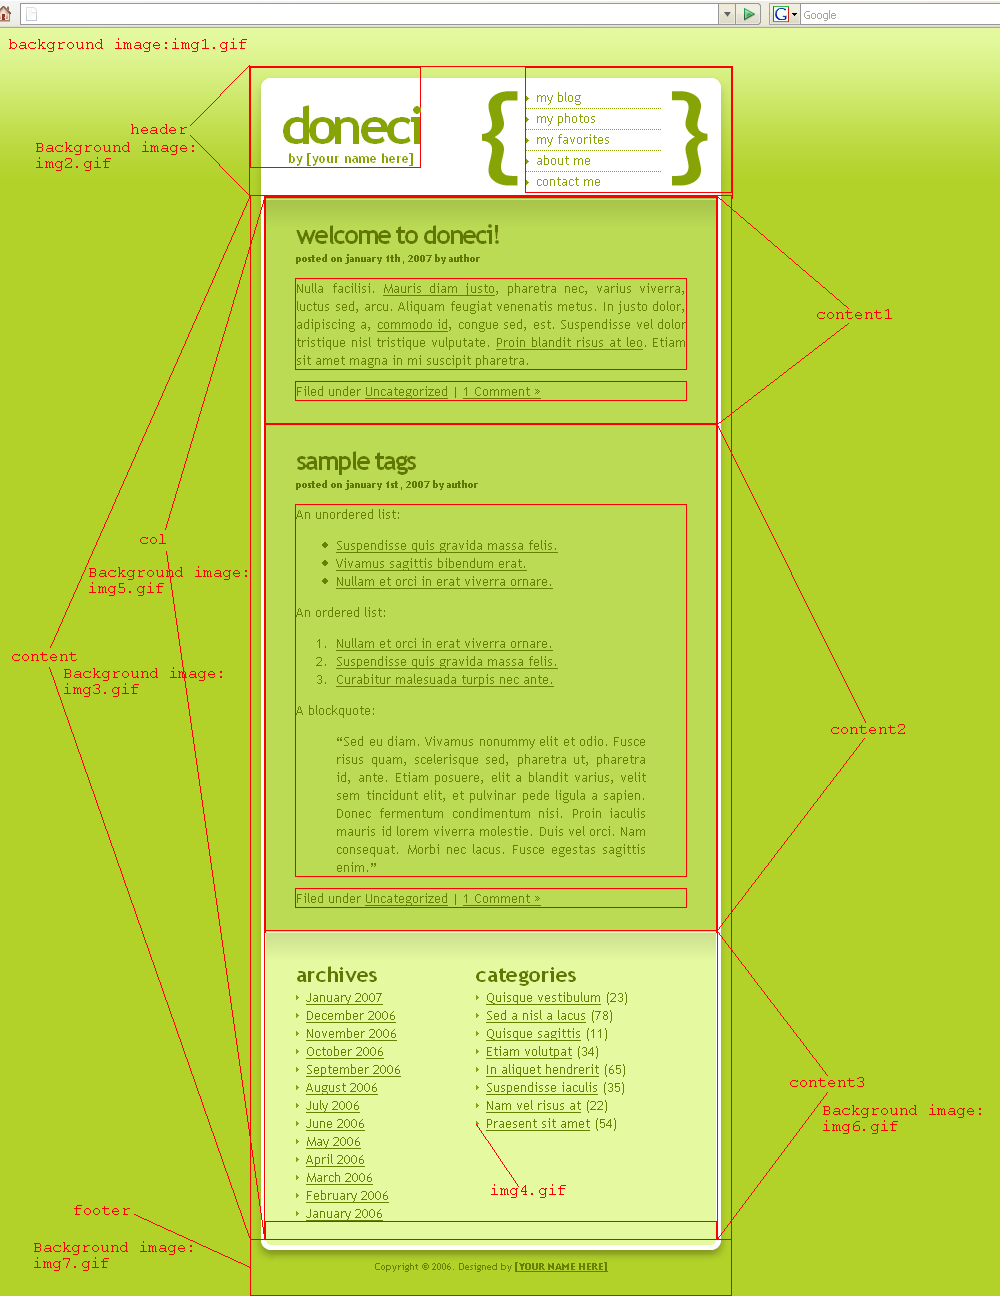 Google
background image:img1.gif
header
Background image:
img2.gif
doneci
by [your name here]
{
my blog
my photos
my favorites
about me
contact me
}
welcome to doneci!
posted on january 1th, 2007 by author
Nulla facilisi. Mauris diam justo, pharetra nec, varius viverra,
luctus sed, arcu. Aliquam feugiat venenatis metus. In justo dolor,
adipiscing a, commodo id, congue sed, est. Suspendisse vel dolor
tristique nisl tristique vulputate. Proin blandit risus at leo. Etiam
sit amet magna in mi suscipit pharetra.
Filed under Uncategorized | 1 Comment »
content1
sample tags
posted on january 1st, 2007 by author
An unordered list:
Suspendisse quis gravida massa felis.
Vivamus sagittis bibendum erat.
Nullam et orci in erat viverra ornare.
An ordered list:
1. Nullam et orci in erat viverra ornare.
2. Suspendisse quis gravida massa felis.
3. Curabitur malesuada turpis nec ante.
A blockquote:
“Sed eu diam. Vivamus nonummy elit et odio. Fusce
risus quam, scelerisque sed, pharetra ut, pharetra
id, ante. Etiam posuere, elit a blandit varius, velit
sem tincidunt elit, et pulvinar pede ligula a sapien.
Donec fermentum condimentum nisi. Proin iaculis
mauris id lorem viverra molestie. Duis vel orci. Nam
consequat. Morbi nec lacus. Fusce egestas sagittis
enim.”
Filed under Uncategorized | 1 Comment »
col
Background image:
img5.gif
content
Background image:
img3.gif
content2
archives
January 2007
December 2006
November 2006
October 2006
September 2006
August 2006
July 2006
June 2006
May 2006
April 2006
March 2006
February 2006
January 2006
categories
Quisque vestibulum (23)
Sed a nisl a lacus (78)
Quisque sagittis (11)
Etiam volutpat (34)
In aliquet hendrerit (65)
Suspendisse iaculis (35)
Nam vel risus at (22)
Praesent sit amet (54)
img4.gif
content3
Background image:
img6.gif
footer
Background image:
img7.gif
Copyright © 2006. Designed by [YOUR NAME HERE]